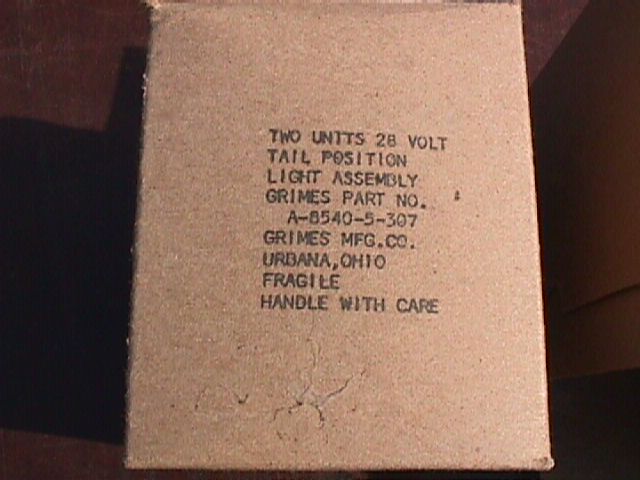 TWO UNITS 28 VOLT
TAIL POSITION
LIGHT ASSEMBLY
GRIMES PART NO.
A-8540-5-307
GRIMES MFG.CO.
URBANA,OHIO
FRAGILE
HANDLE WITH CARE